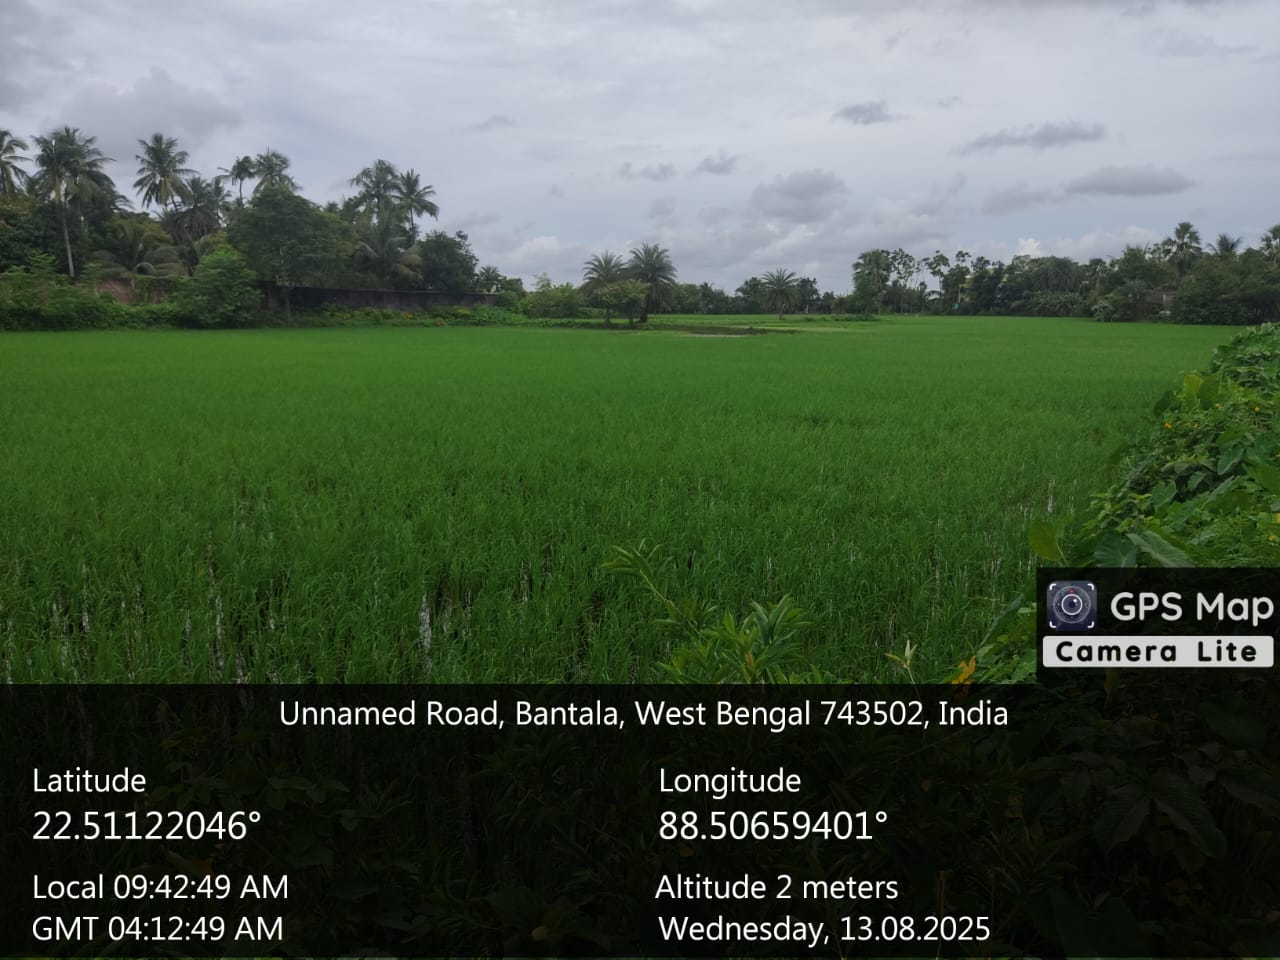 GPS Map
Camera Lite
Unnamed Road, Bantala, West Bengal 743502, India
Latitude
22.51122046°
Longitude
88.50659401°
Local 09:42:49 AM
GMT 04:12:49 AM
Altitude 2 meters
Wednesday, 13.08.2025